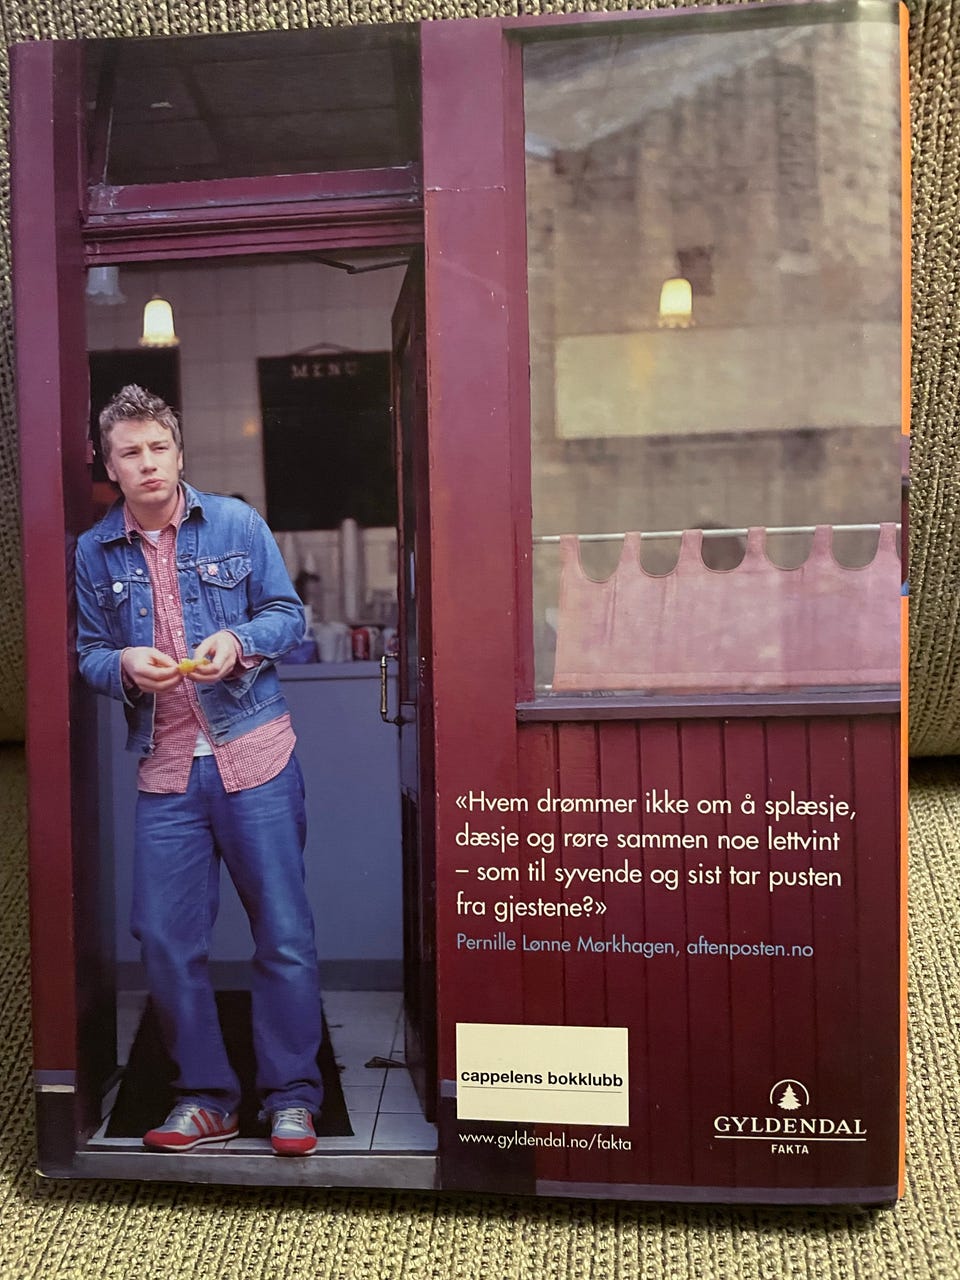 MENU
«Hvem drømmer ikke om å splæsje,
dæsje og røre sammen noe lettvint
– som til syvende og sist tar pusten
fra gjestene?»
Pernille Lønne Mørkhagen, aftenposten.no
cappelens bokklubb
www.gyldendal.no/fakta
GYLDENDAL
FAKTA